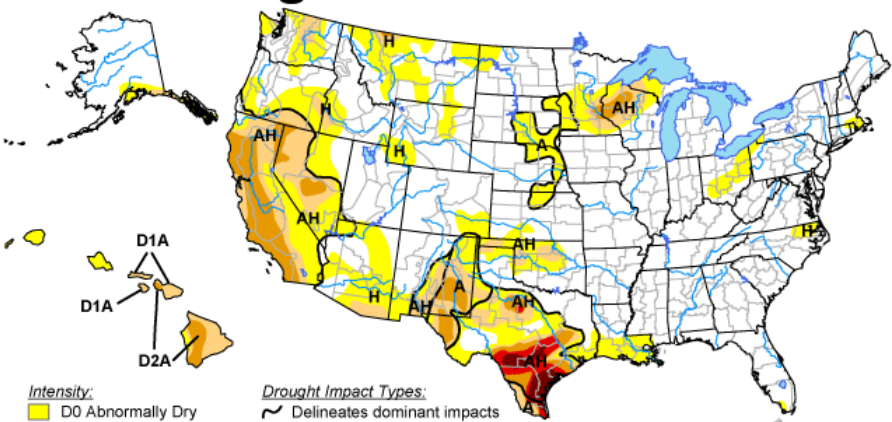 H
H
AH
AH
H
A
AH
AH
H
H
AH
A
AH
AH
AH
A
D1A
D1A
D2A
Intensity:
D0 Abnormally Dry
Drought Impact Types:
Delineates dominant impacts